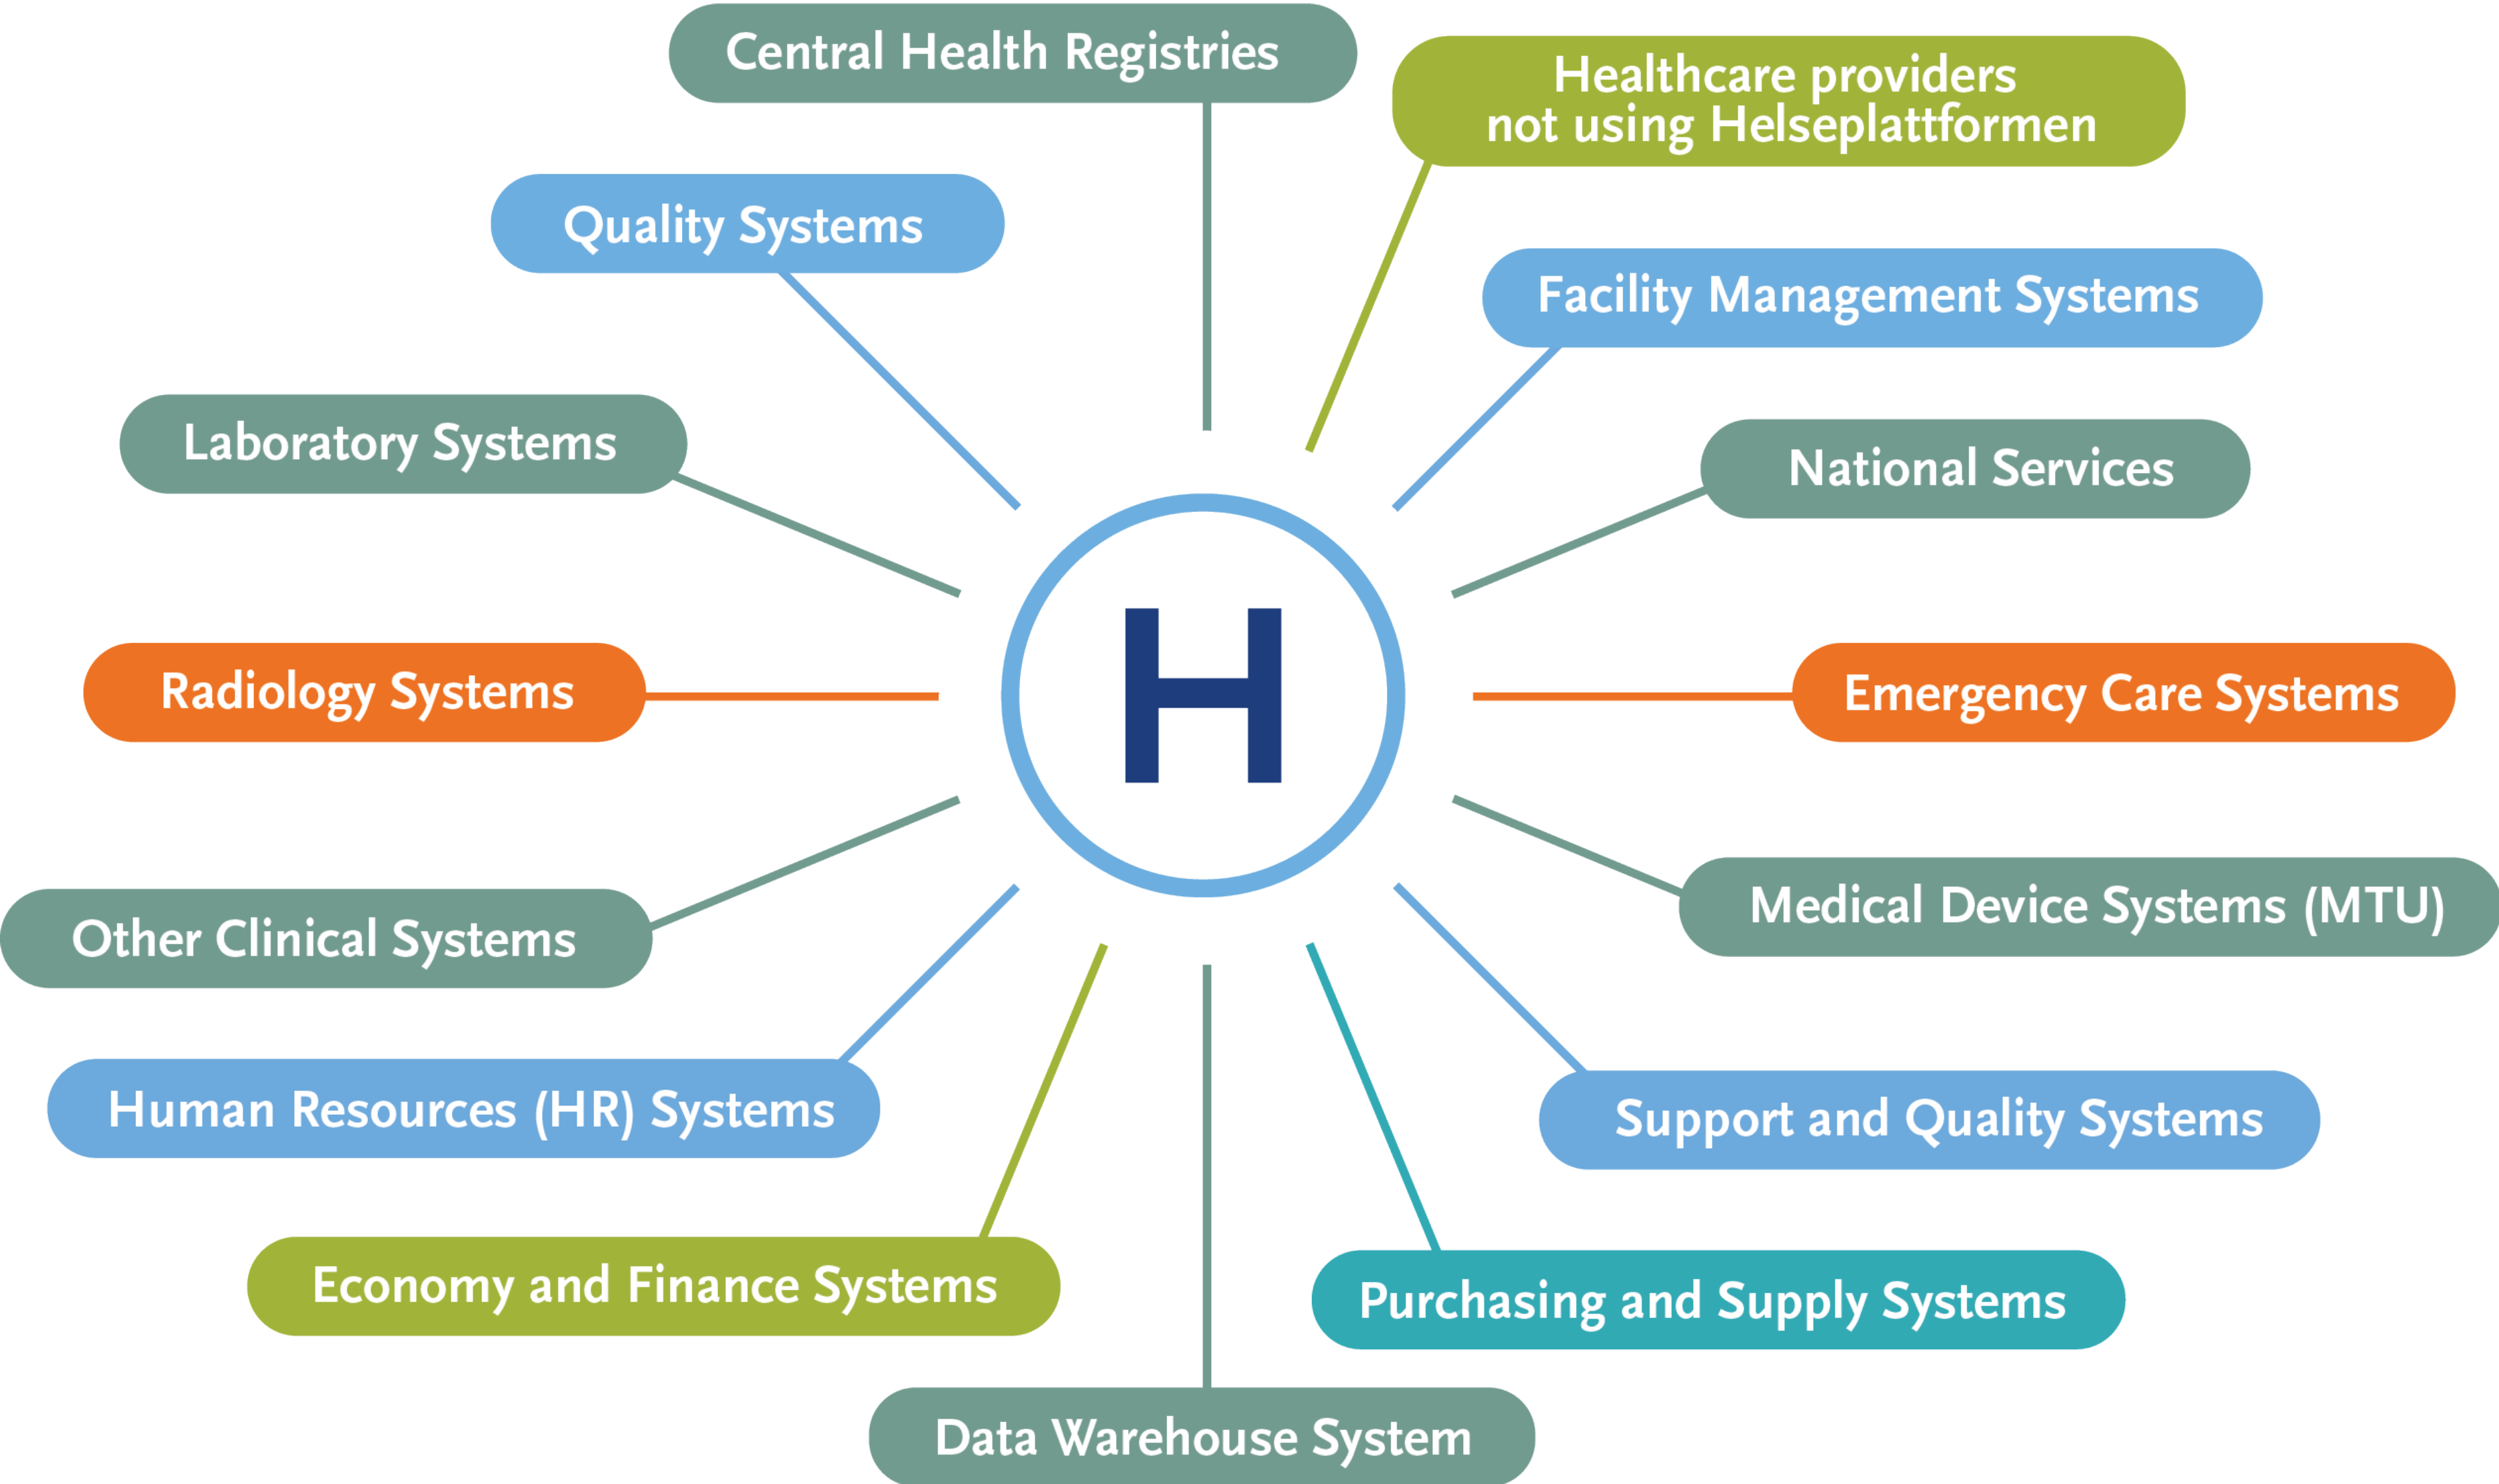 Central Health Registries
Healthcare providers
not using Helseplattformen
Quality Systems
Facility Management Systems
Laboratory Systems
National Services
H
Radiology Systems
Emergency Care Systems
Other Clinical Systems
Medical Device Systems (MTU)
Human Resources (HR) Systems
Support and Quality Systems
Economy and Finance Systems
Purchasing and Supply Systems
Data Warehouse System